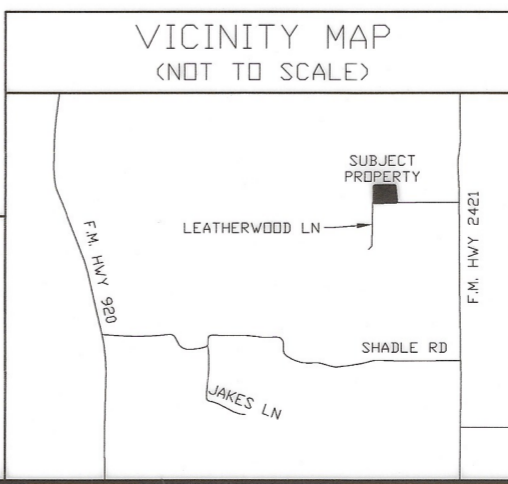 VICINITY MAP
(NOT TO SCALE)
SUBJECT
PROPERTY
LEATHERWOOD LN
F.M. HWY 2421
F.M. HWY 920
SHADLE RD
JAKES LN